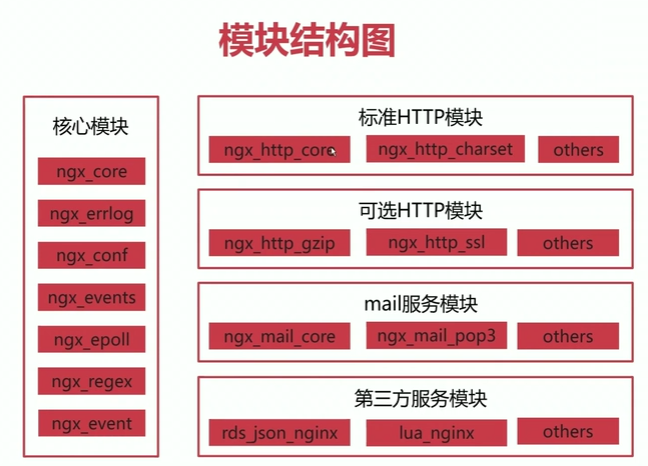 模块结构图
核心模块
ngx_core
ngx_errlog
ngx_conf
ngx_events
ngx_epoll
ngx_regex
ngx_event
标准HTTP模块
ngx_http_core
ngx_http_charset
others
可选HTTP模块
ngx_http_gzip
ngx_http_ssl
others
mail服务模块
ngx_mail_core
ngx_mail_pop3
others
第三方服务模块
rds_json_nginx
lua_nginx
others